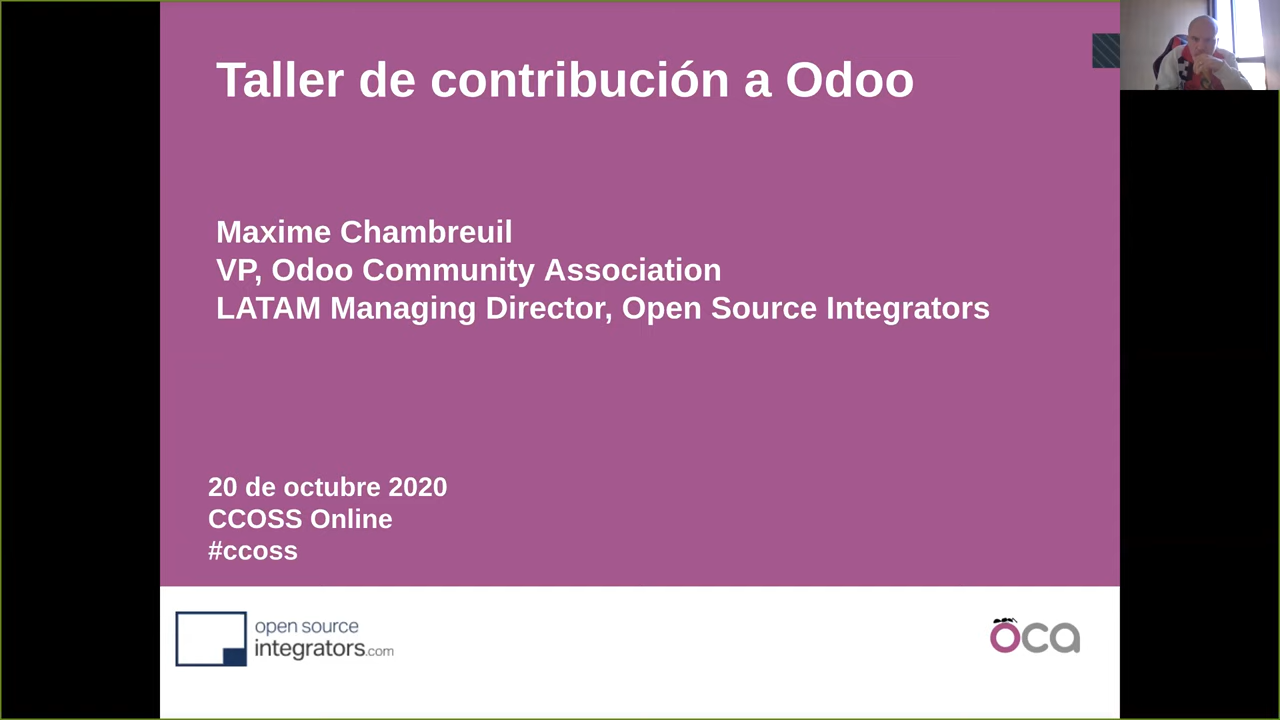 Taller de contribución a Odoo
Maxime Chambreuil
VP, Odoo Community Association
LATAM Managing Director, Open Source Integrators
20 de octubre 2020
CCOSS Online
#ccoss
open source
integrators.com
oca